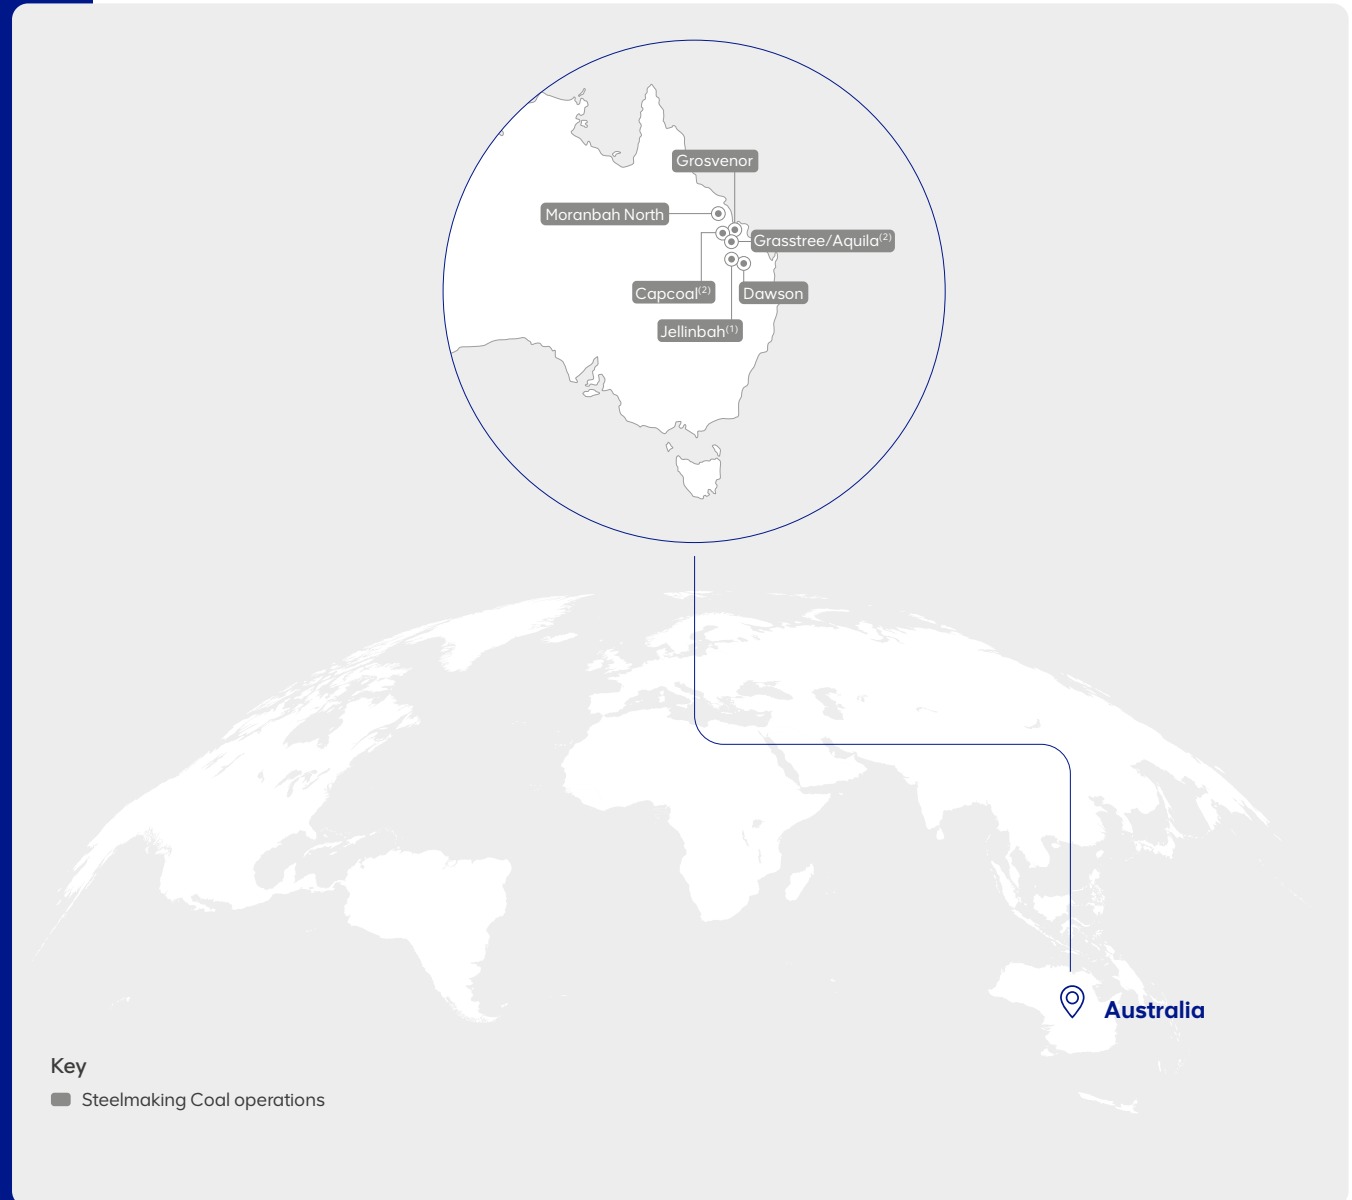 Grosvenor
Moranbah North
Grasstree/Aquila(2)
Capcoal(2)
Dawson
Jellinbah(1)
Australia
Key
Steelmaking Coal operations